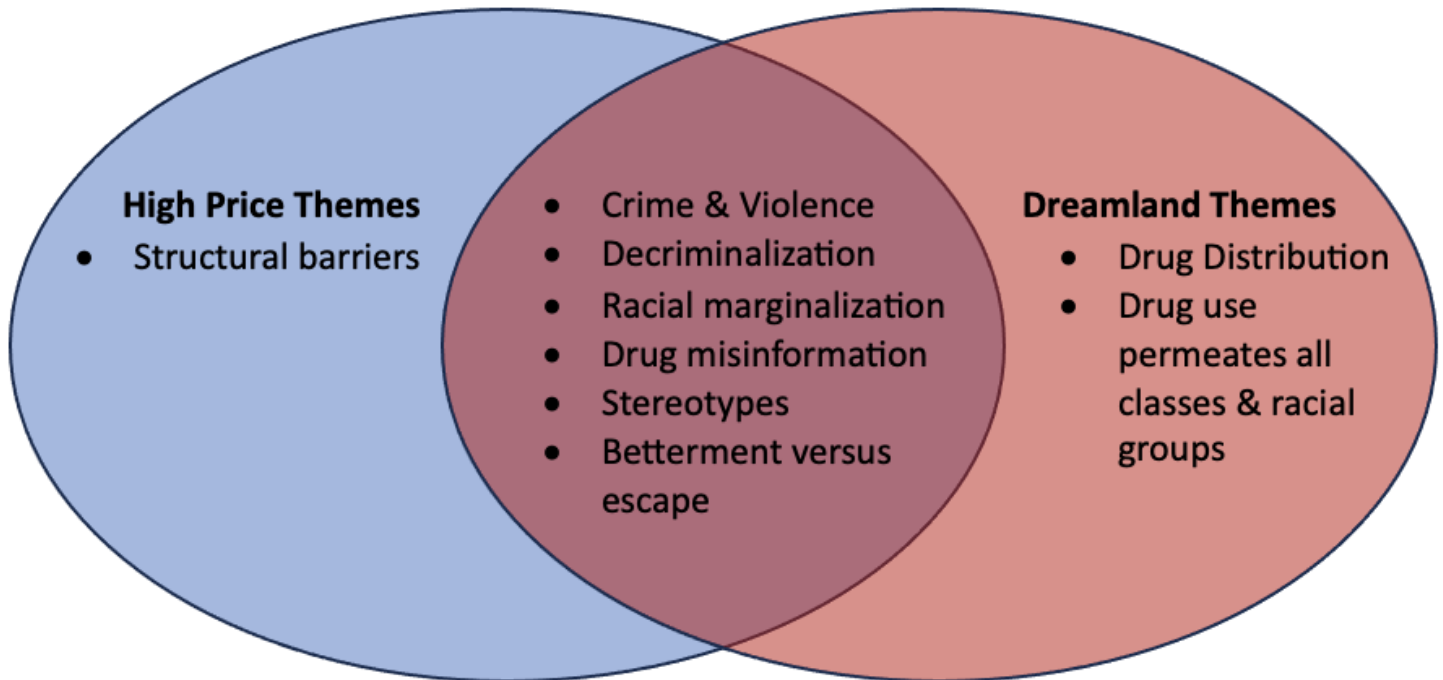 High Price Themes
• Structural barriers
• Crime & Violence
• Decriminalization
• Racial marginalization
• Drug misinformation
• Stereotypes
• Betterment versus
escape
Dreamland Themes
• Drug Distribution
• Drug use
permeates all
classes & racial
groups